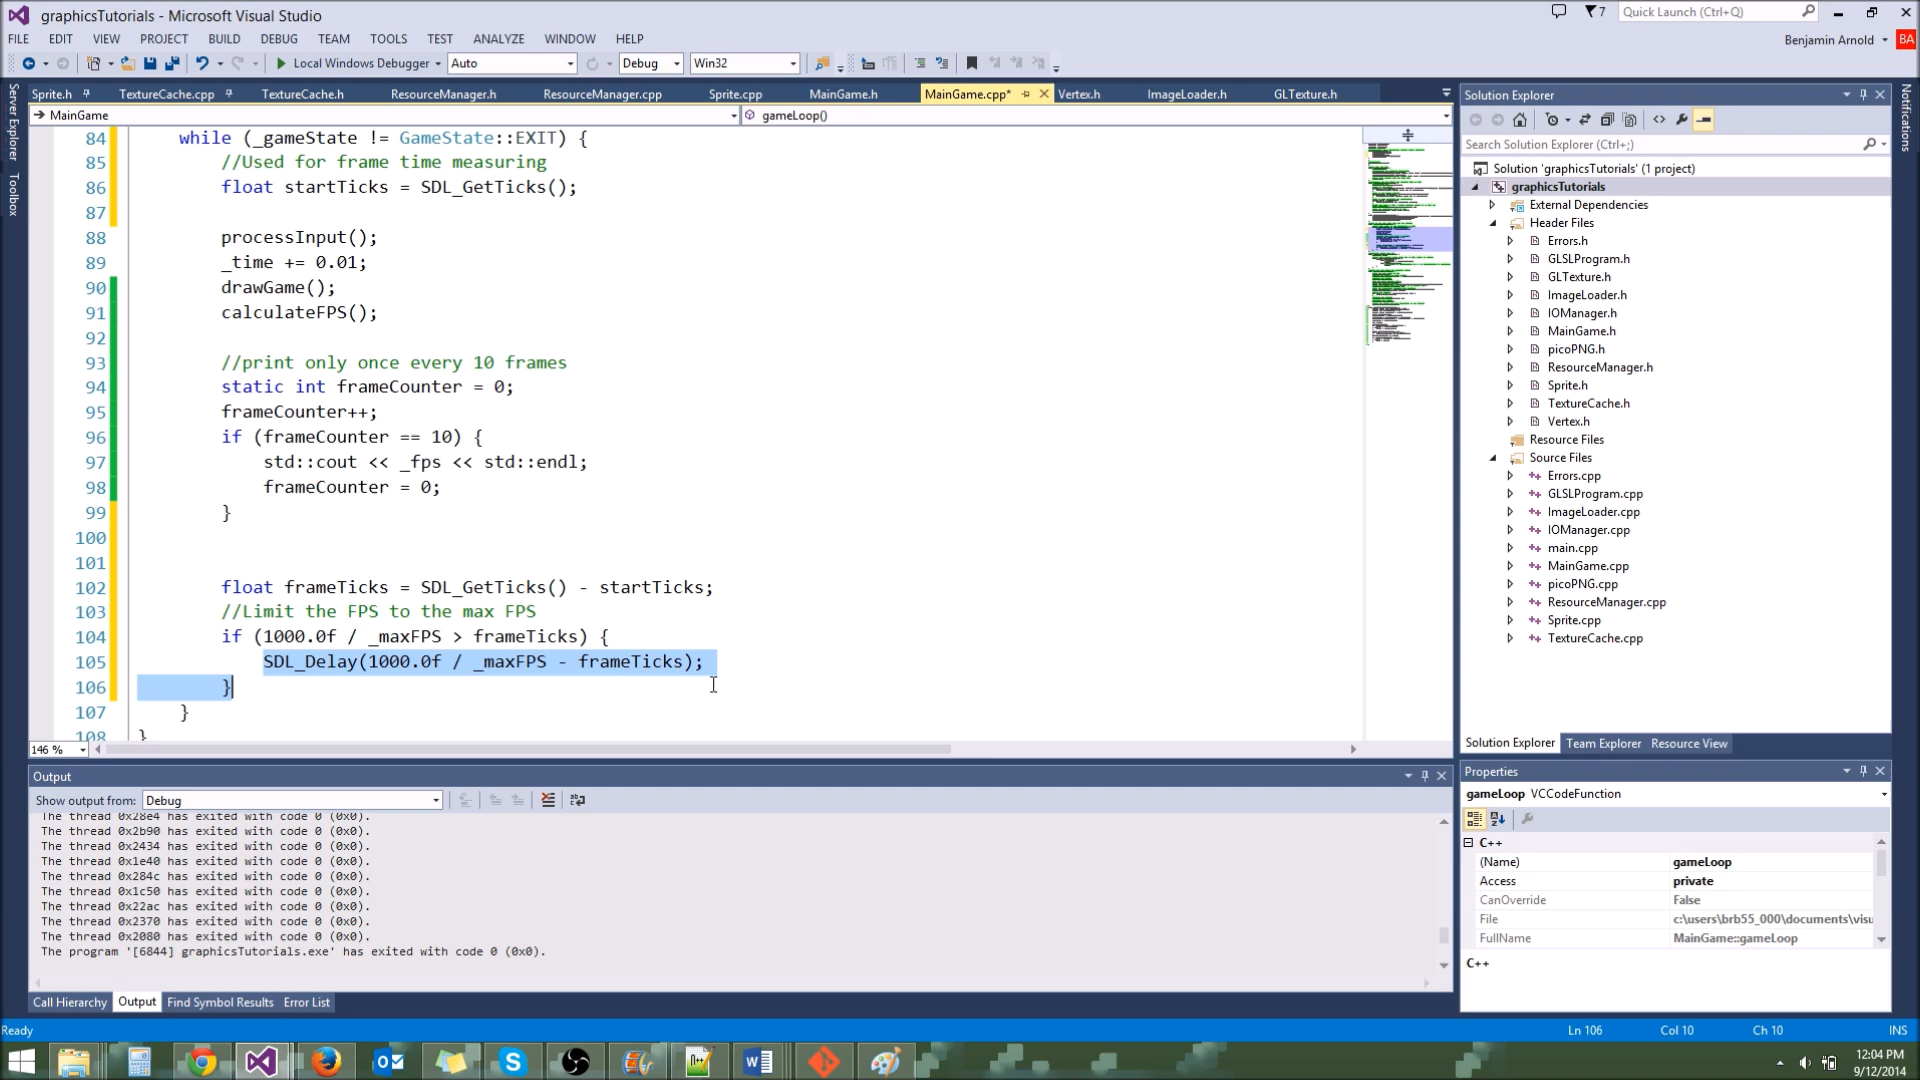 graphicsTutorials - Microsoft Visual Studio
7
Quick Launch (Ctrl+Q)
FILE EDIT VIEW PROJECT BUILD DEBUG TEAM TOOLS TEST ANALYZE WINDOW HELP
Benjamin Arnold
BA
Local Windows Debugger
Auto
Debug
Win32
Server Explorer
Toolbox
Notifications
Sprite.h TextureCache.cpp TextureCache.h ResourceManager.h ResourceManager.cpp Sprite.cpp MainGame.h MainGame.cpp* Vertex.h ImageLoader.h GLTexture.h
MainGame
gameLoop()
84 while (_gameState != GameState::EXIT) {
85 //Used for frame time measuring
86 float startTicks = SDL_GetTicks();
87
88 processInput();
89 _time += 0.01;
90 drawGame();
91 calculateFPS();
92
93 //print only once every 10 frames
94 static int frameCounter = 0;
95 frameCounter++;
96 if (frameCounter == 10) {
97 std::cout << _fps << std::endl;
98 frameCounter = 0;
99 }
100
101
102 float frameTicks = SDL_GetTicks() - startTicks;
103 //Limit the FPS to the max FPS
104 if (1000.0f / _maxFPS > frameTicks) {
105 SDL_Delay(1000.0f / _maxFPS - frameTicks);
106 }
107 }
108 }
146 %
Output
Show output from: Debug
The thread 0x28e4 has exited with code 0 (0x0).
The thread 0x2b90 has exited with code 0 (0x0).
The thread 0x2434 has exited with code 0 (0x0).
The thread 0x1e40 has exited with code 0 (0x0).
The thread 0x284c has exited with code 0 (0x0).
The thread 0x1c50 has exited with code 0 (0x0).
The thread 0x22ac has exited with code 0 (0x0).
The thread 0x2370 has exited with code 0 (0x0).
The thread 0x2080 has exited with code 0 (0x0).
The program '[6844] graphicsTutorials.exe' has exited with code 0 (0x0).
Call Hierarchy Output Find Symbol Results Error List
Solution Explorer
Search Solution Explorer (Ctrl+;)
Solution 'graphicsTutorials' (1 project)
graphicsTutorials
External Dependencies
Header Files
Errors.h
GLSLProgram.h
GLTexture.h
ImageLoader.h
IOManager.h
MainGame.h
picoPNG.h
ResourceManager.h
Sprite.h
TextureCache.h
Vertex.h
Resource Files
Source Files
Errors.cpp
GLSLProgram.cpp
ImageLoader.cpp
IOManager.cpp
main.cpp
MainGame.cpp
picoPNG.cpp
ResourceManager.cpp
Sprite.cpp
TextureCache.cpp
Solution Explorer Team Explorer Resource View
Properties
gameLoop VCCodeFunction
C++
(Name) gameLoop
Access private
CanOverride False
File c:\users\brb55_000\documents\visu
FullName MainGame::gameLoop
C++
Ready
Ln 106 Col 10 Ch 10 INS
12:04 PM
9/12/2014